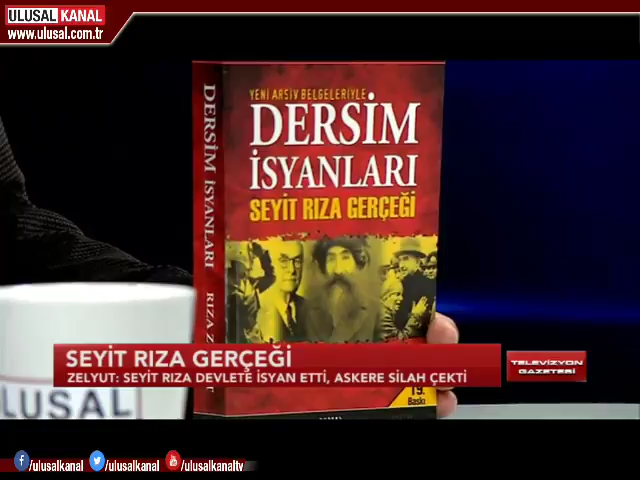 ULUSAL KANAL
www.ulusal.com.tr
YENİ ARŞİV BELGELERİYLE
DERSİM
İSYANLARI
SEYİT RIZA GERÇEĞİ
DERSİM İSYANLARI
RIZA
ULUSAL
SEYİT RIZA GERÇEĞİ
ZELYUT: SEYİT RIZA DEVLETE İSYAN ETTİ, ASKERE SİLAH ÇEKTİ
TELEVİZYON
GAZETESİ
19.
Baskı
/ulusalkanal
/ulusalkanal
/ulusalkanaltv